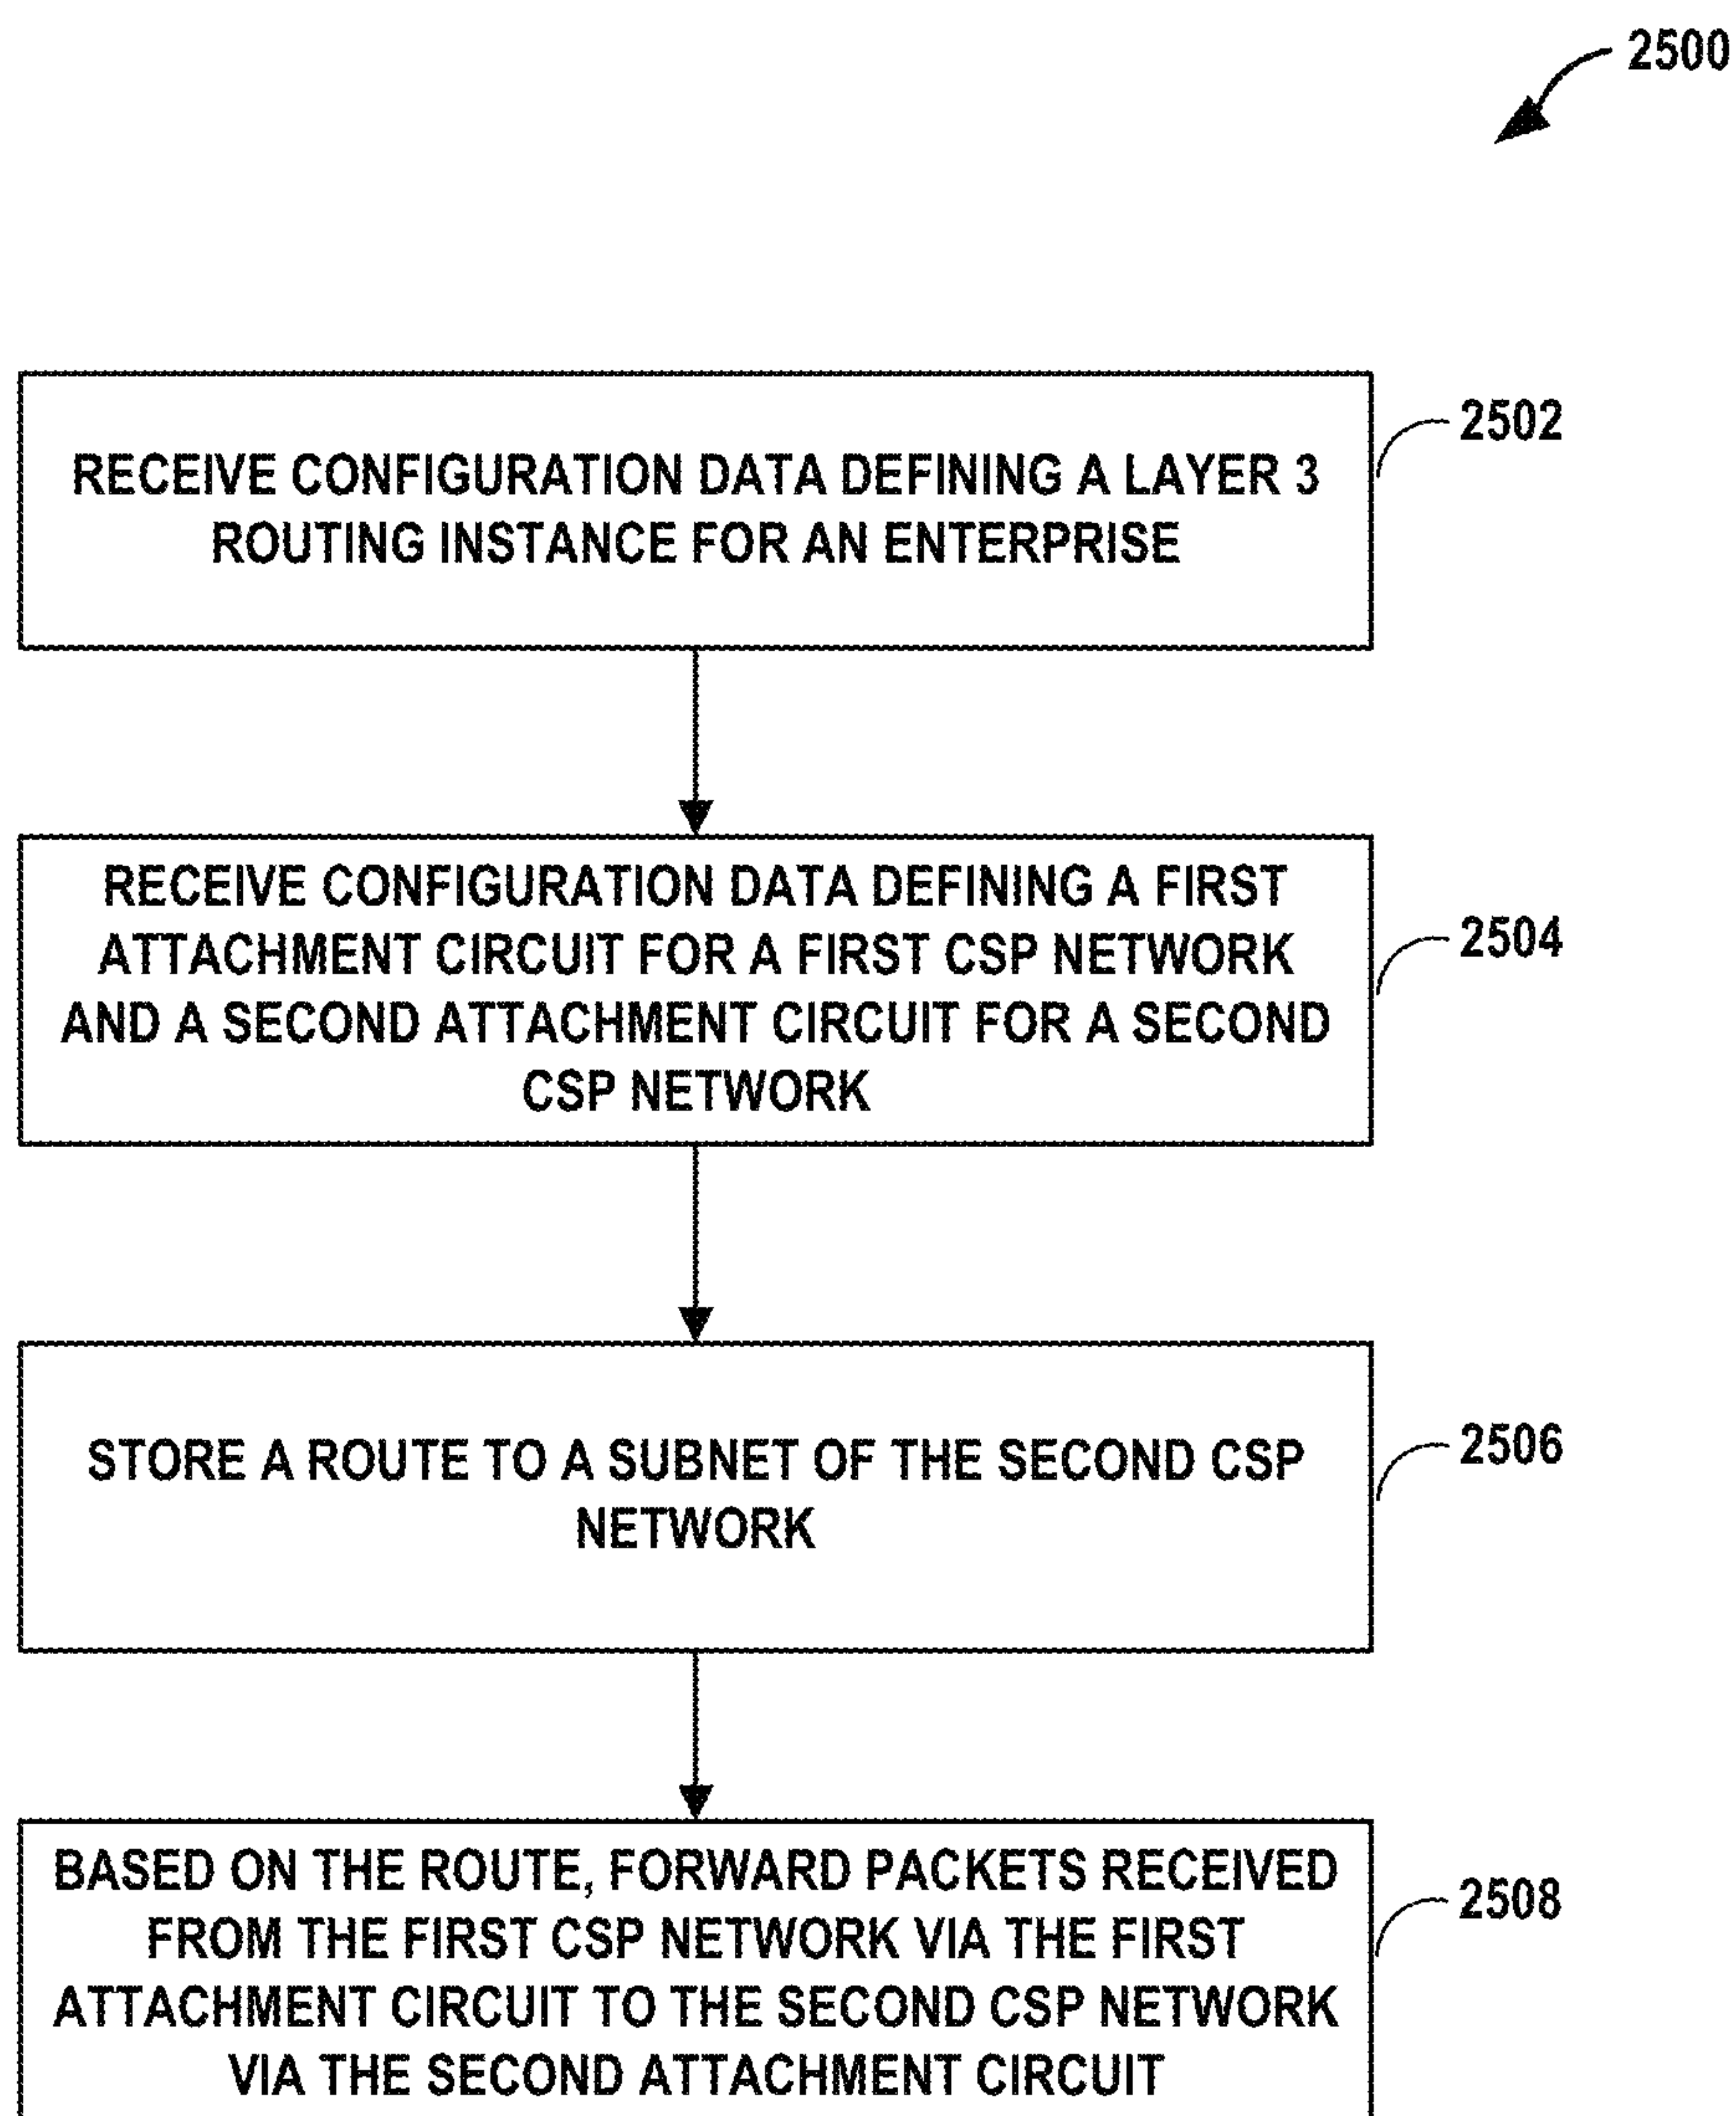 2500
RECEIVE CONFIGURATION DATA DEFINING A LAYER 3
ROUTING INSTANCE FOR AN ENTERPRISE
2502
RECEIVE CONFIGURATION DATA DEFINING A FIRST
ATTACHMENT CIRCUIT FOR A FIRST CSP NETWORK
AND A SECOND ATTACHMENT CIRCUIT FOR A SECOND
CSP NETWORK
2504
STORE A ROUTE TO A SUBNET OF THE SECOND CSP
NETWORK
2506
BASED ON THE ROUTE, FORWARD PACKETS RECEIVED
FROM THE FIRST CSP NETWORK VIA THE FIRST
ATTACHMENT CIRCUIT TO THE SECOND CSP NETWORK
VIA THE SECOND ATTACHMENT CIRCUIT
2508